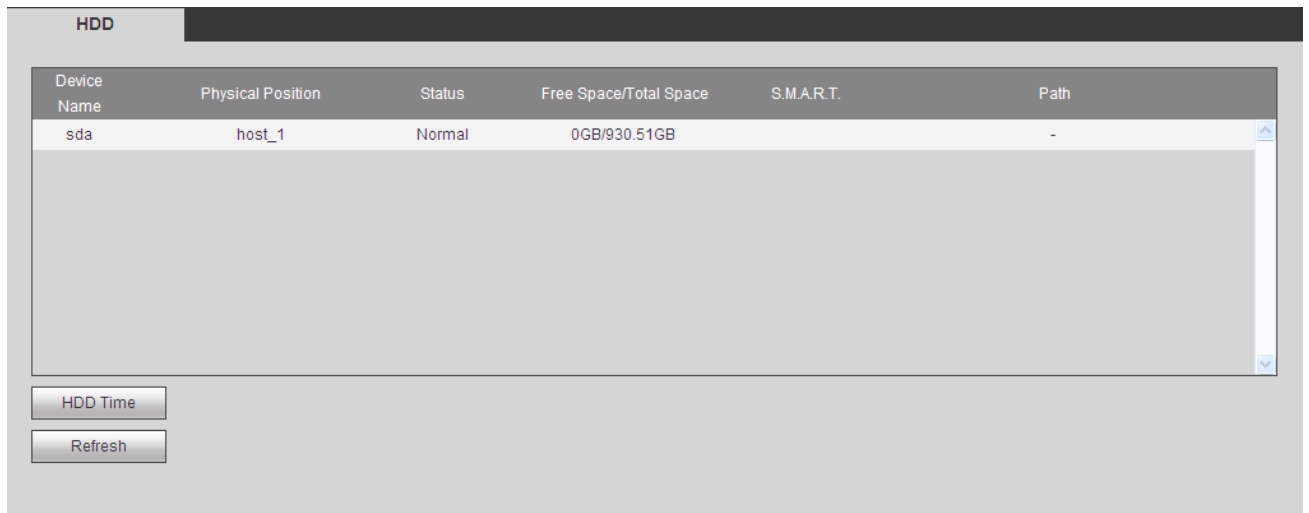 HDD
Device Name Physical Position Status Free Space/Total Space S.M.A.R.T. Path
sda host_1 Normal 0GB/930.51GB -
HDD Time
Refresh